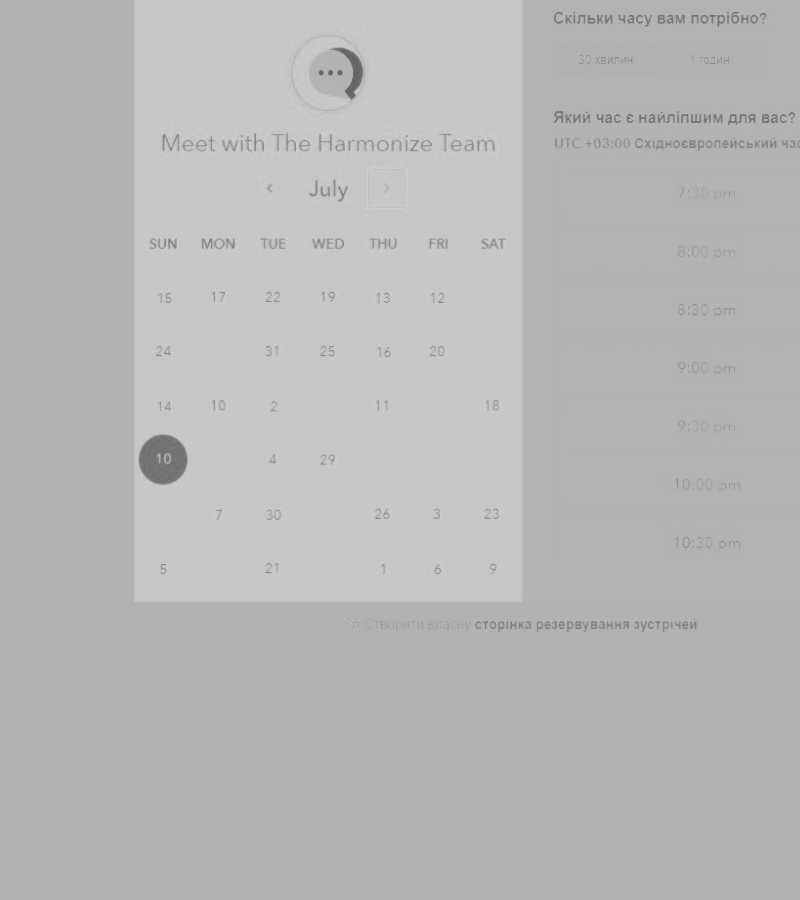 Meet with The Harmonize Team
‹ July ›
SUN MON TUE WED THU FRI SAT
15 17 22 19 13 12
24 31 25 16 20
14 10 2 11 18
10 4 29
7 30 26 3 23
5 21 1 6 9
Скільки часу вам потрібно?
30 хвилин 1 годин
Який час є найліпшим для вас?
UTC +03:00 Східноєвропейський час
7:30 pm
8:00 pm
8:30 pm
9:00 pm
9:30 pm
10:00 pm
10:30 pm
Створити власну сторінка резервування зустрічей